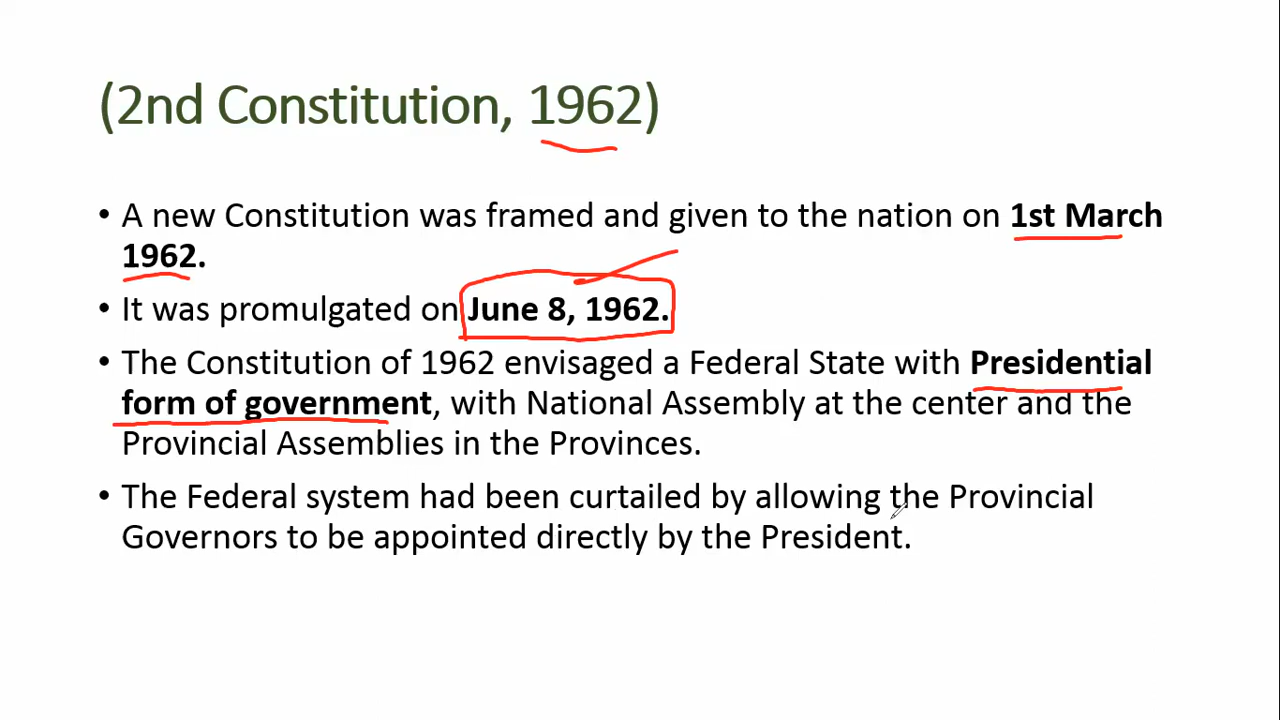 (2nd Constitution, 1962)
• A new Constitution was framed and given to the nation on 1st March
1962.
• It was promulgated on June 8, 1962.
• The Constitution of 1962 envisaged a Federal State with Presidential
form of government, with National Assembly at the center and the
Provincial Assemblies in the Provinces.
• The Federal system had been curtailed by allowing the Provincial
Governors to be appointed directly by the President.